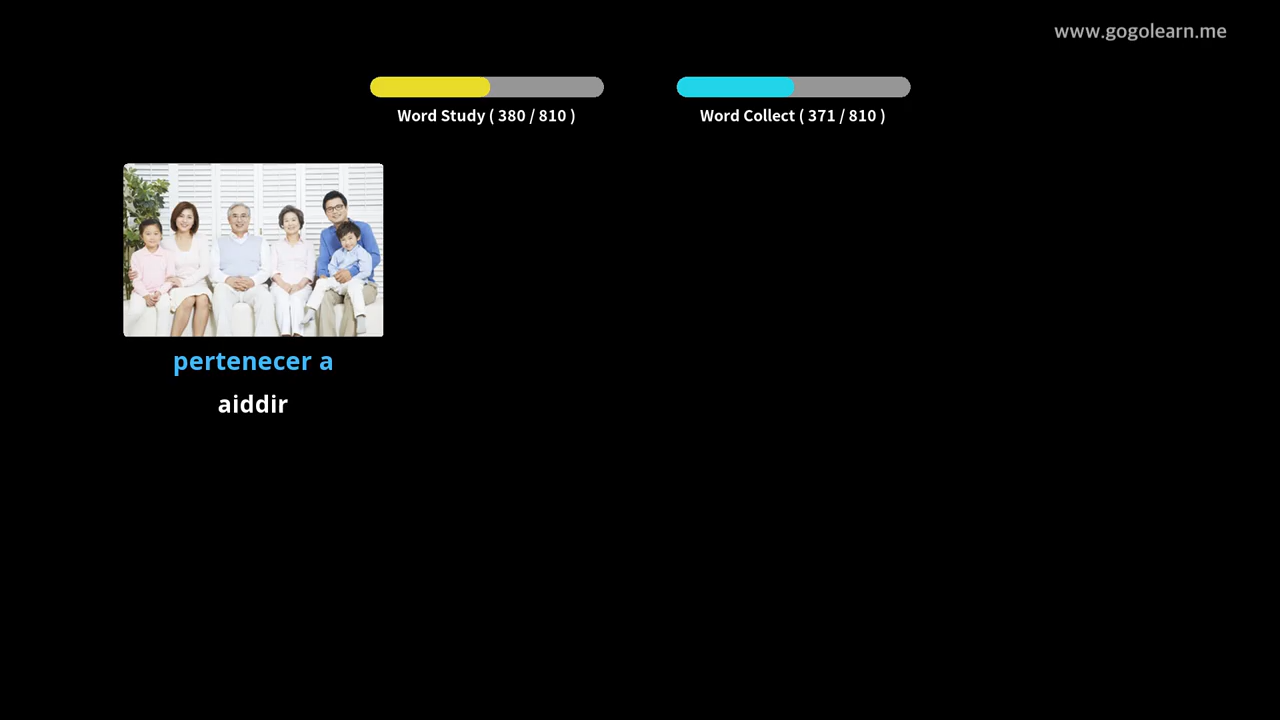 www.gogolearn.me
Word Study ( 380 / 810 )
Word Collect ( 371 / 810 )
pertenecer a
aiddir